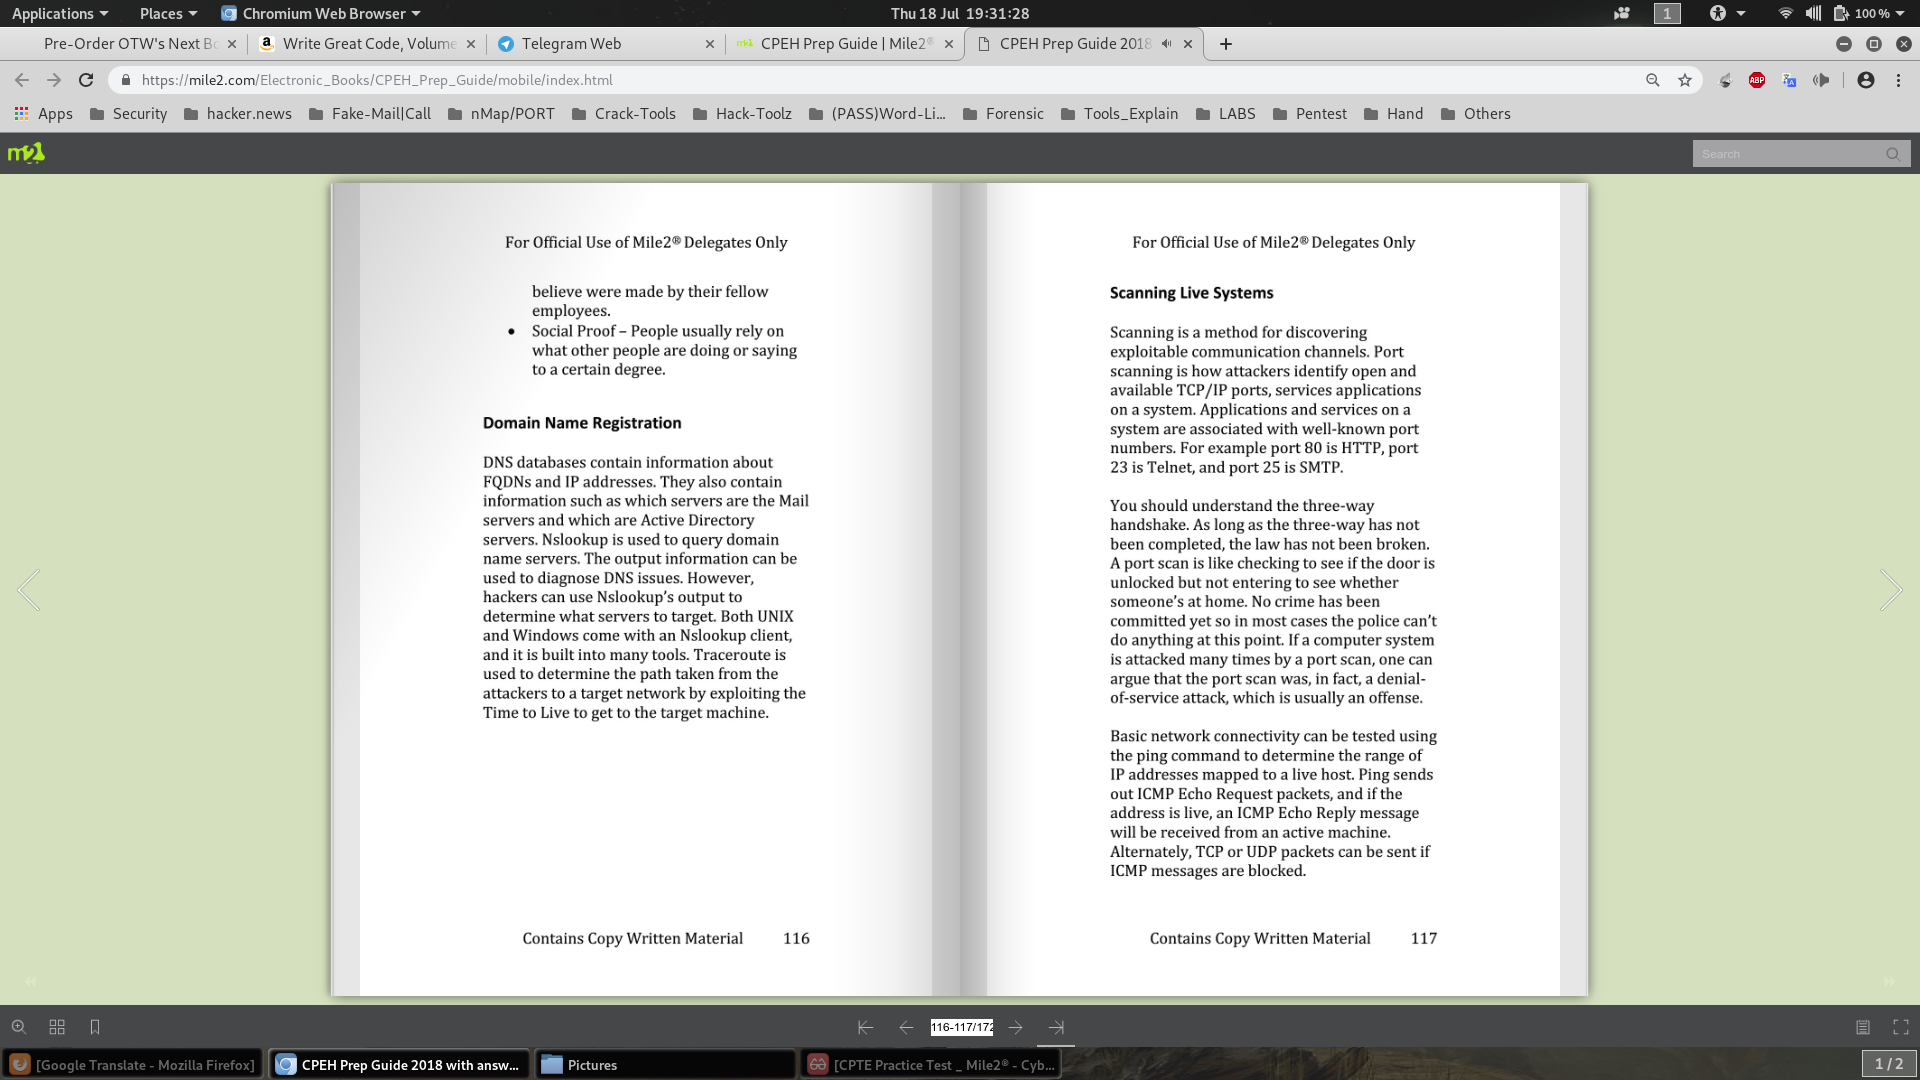 Applications Places Chromium Web Browser Thu 18 Jul 19:31:28 1 100 %
Pre-Order OTW's Next Bo Write Great Code, Volume Telegram Web CPEH Prep Guide | Mile2® CPEH Prep Guide 2018
https://mile2.com/Electronic_Books/CPEH_Prep_Guide/mobile/index.html ABP
Apps Security hacker.news Fake-Mail|Call nMap/PORT Crack-Tools Hack-Toolz (PASS)Word-Li... Forensic Tools_Explain LABS Pentest Hand Others
m2 Search
For Official Use of Mile2® Delegates Only
believe were made by their fellow
employees.
• Social Proof – People usually rely on
what other people are doing or saying
to a certain degree.
Domain Name Registration
DNS databases contain information about
FQDNs and IP addresses. They also contain
information such as which servers are the Mail
servers and which are Active Directory
servers. Nslookup is used to query domain
name servers. The output information can be
used to diagnose DNS issues. However,
hackers can use Nslookup's output to
determine what servers to target. Both UNIX
and Windows come with an Nslookup client,
and it is built into many tools. Traceroute is
used to determine the path taken from the
attackers to a target network by exploiting the
Time to Live to get to the target machine.
Contains Copy Written Material 116
For Official Use of Mile2® Delegates Only
Scanning Live Systems
Scanning is a method for discovering
exploitable communication channels. Port
scanning is how attackers identify open and
available TCP/IP ports, services applications
on a system. Applications and services on a
system are associated with well-known port
numbers. For example port 80 is HTTP, port
23 is Telnet, and port 25 is SMTP.
You should understand the three-way
handshake. As long as the three-way has not
been completed, the law has not been broken.
A port scan is like checking to see if the door is
unlocked but not entering to see whether
someone's at home. No crime has been
committed yet so in most cases the police can't
do anything at this point. If a computer system
is attacked many times by a port scan, one can
argue that the port scan was, in fact, a denial-
of-service attack, which is usually an offense.
Basic network connectivity can be tested using
the ping command to determine the range of
IP addresses mapped to a live host. Ping sends
out ICMP Echo Request packets, and if the
address is live, an ICMP Echo Reply message
will be received from an active machine.
Alternately, TCP or UDP packets can be sent if
ICMP messages are blocked.
Contains Copy Written Material 117
116-117/172
[Google Translate - Mozilla Firefox] CPEH Prep Guide 2018 with answ... Pictures [CPTE Practice Test _ Mile2® - Cyb... 1 / 2